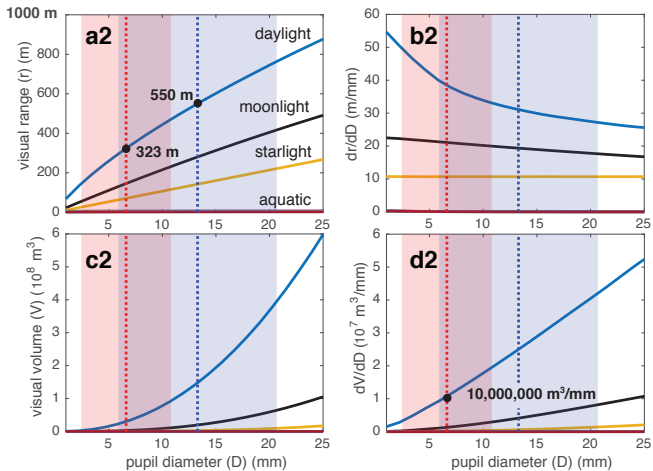 1000 m
a2
visual range (r) (m)
800
600
400
200
0
daylight
550 m
moonlight
323 m
starlight
aquatic
5 10 15 20 25
b2
dr/dD (m/mm)
60
50
40
30
20
10
0
5 10 15 20 25
c2
visual volume (V) (10⁸ m³)
6
5
4
3
2
1
0
5 10 15 20 25
pupil diameter (D) (mm)
d2
dV/dD (10⁷ m³/mm)
6
5
4
3
2
1
0
10,000,000 m³/mm
5 10 15 20 25
pupil diameter (D) (mm)